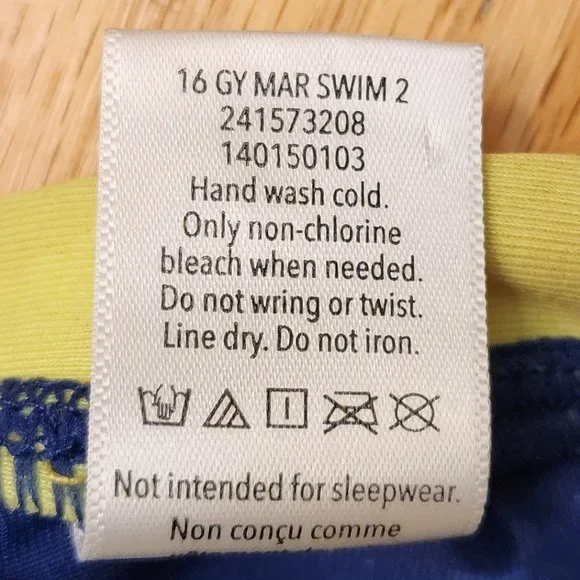 16 GY MAR SWIM 2
241573208
140150103
Hand wash cold.
Only non-chlorine
bleach when needed.
Do not wring or twist.
Line dry. Do not iron.
Not intended for sleepwear.
Non conçu comme